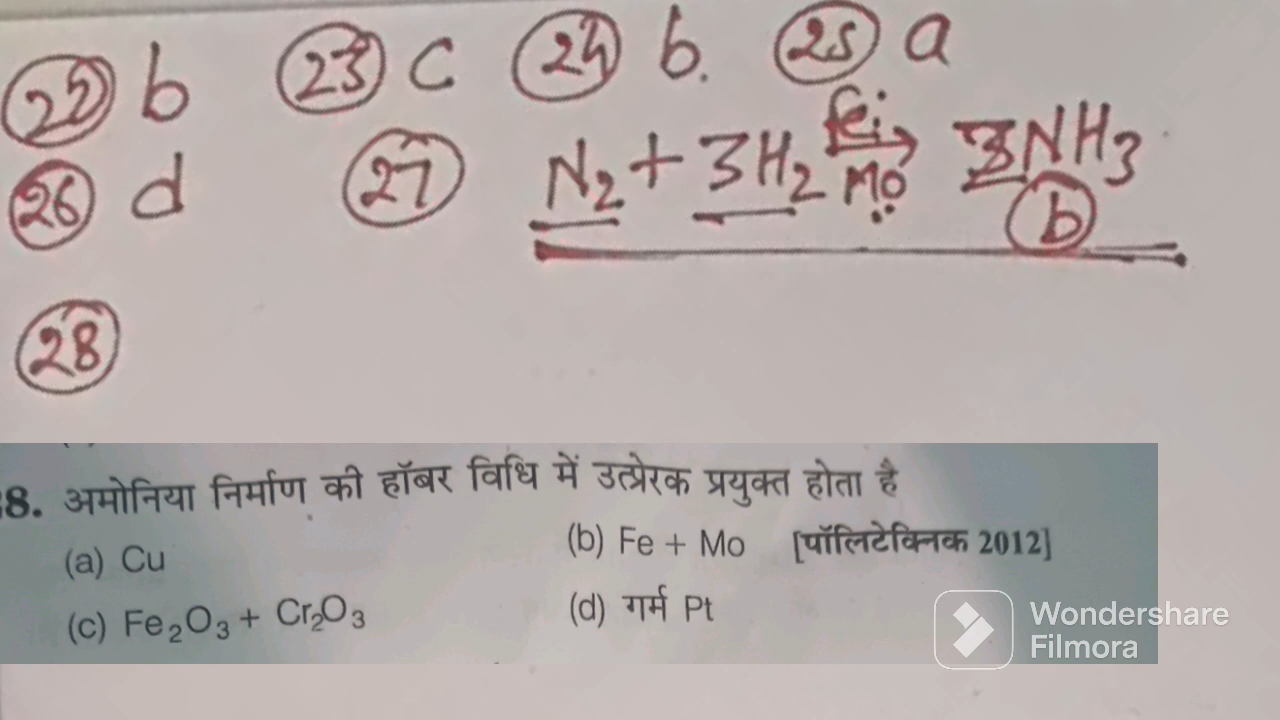 22 b 23 c 24 b. 25 a
26 d 27 N2 + 3H2 Fe. Mo 3NH3
b
28
8. अमोनिया निर्माण की हॉबर विधि में उत्प्रेरक प्रयुक्त होता है
(a) Cu (b) Fe + Mo [पॉलिटेक्निक 2012]
(c) Fe2O3 + Cr2O3 (d) गर्म Pt
Wondershare
Filmora